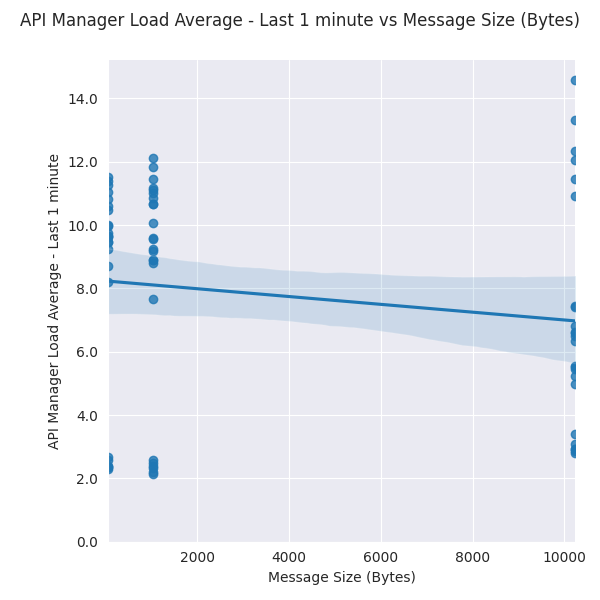 API Manager Load Average - Last 1 minute vs Message Size (Bytes)
14.0
12.0
10.0
8.0
6.0
4.0
2.0
0.0
API Manager Load Average - Last 1 minute
2000 4000 6000 8000 10000
Message Size (Bytes)